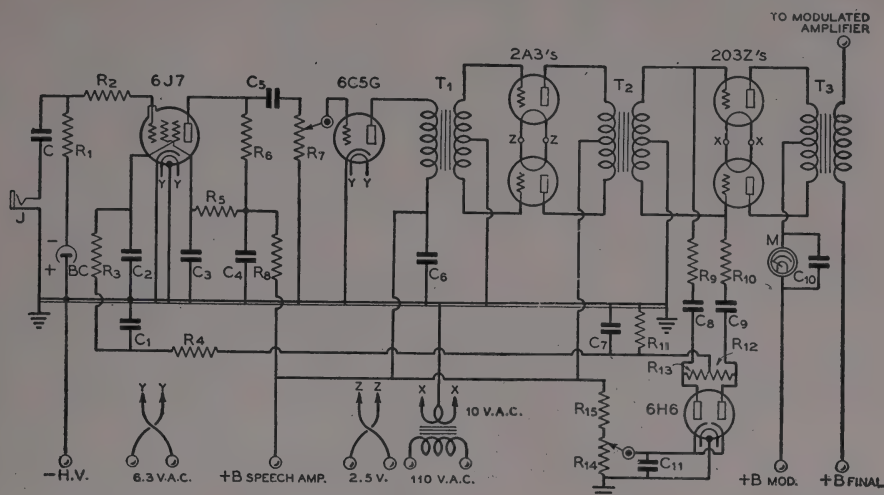 TO MODULATED
AMPLIFIER
2A3's
203Z's
R2
6J7
C5
6C5G
T1
T2
T3
C
R1
R6
R7
Z
Z
X
X
Y
Y
Y
Y
J
R5
M
- BC
+
R3
C2
C3
C4
R8
C6
R9
R10
C10
C1
R4
C7
R11
C8
C9
R12
R13
Y Y
Z Z
X X
10 V.A.C.
R15
6H6
R14
C11
-H.V.
6.3 V.A.C.
+B SPEECH AMP.
2.5 V.
110 V.A.C.
+B MOD.
+B FINAL